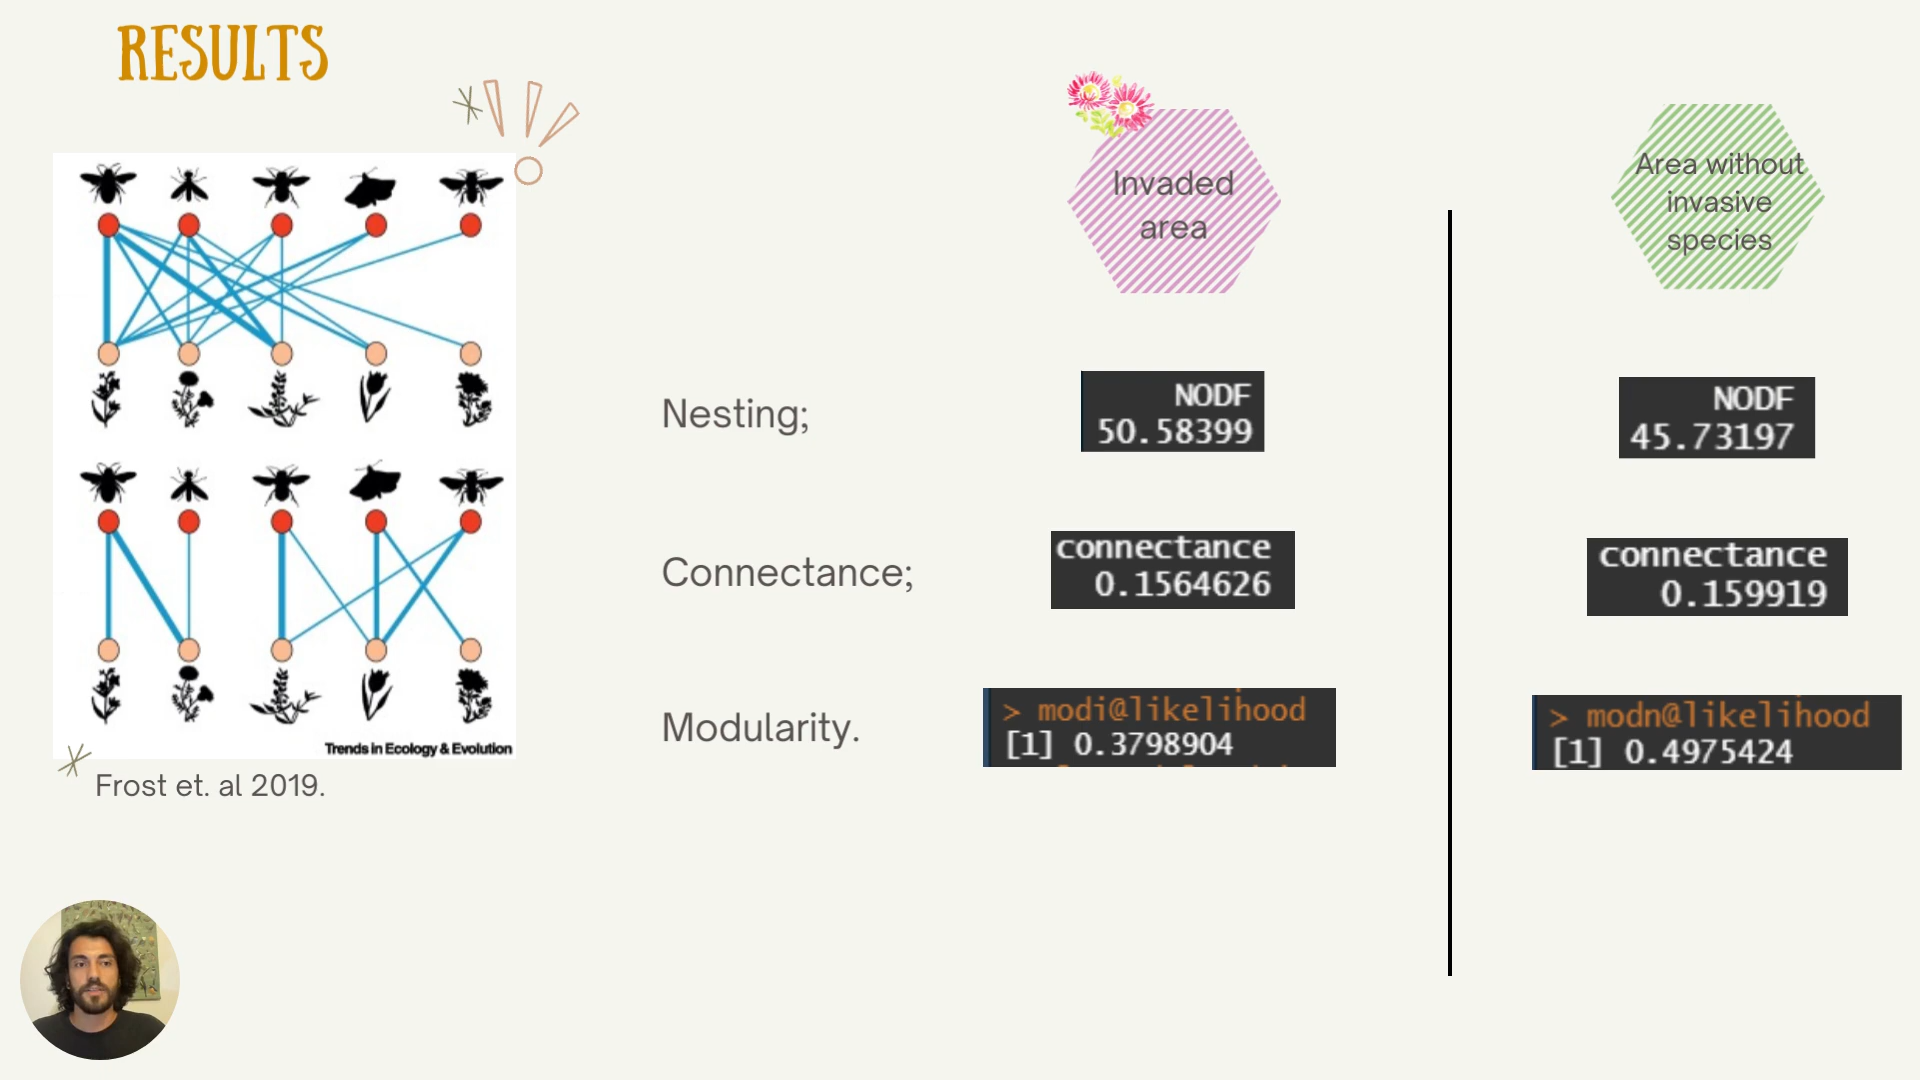 RESULTS
Invaded
area
Area without
invasive
species
Nesting;
NODF
50.58399
NODF
45.73197
Connectance;
connectance
0.1564626
connectance
0.159919
Modularity.
> modi@likelihood
[1] 0.3798904
> modn@likelihood
[1] 0.4975424
Trends in Ecology & Evolution
Frost et. al 2019.